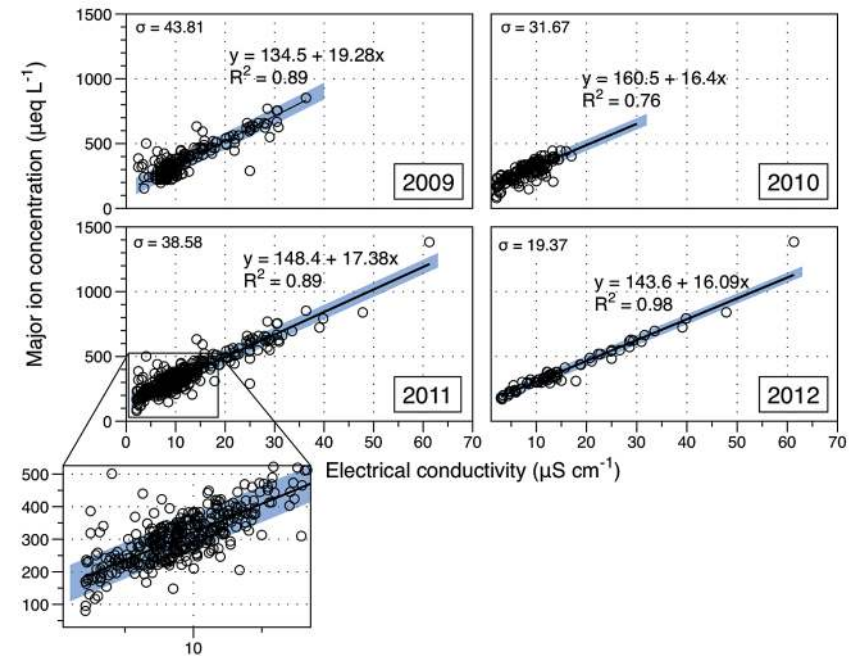 Major ion concentration (µeq L⁻¹)
1500
1000
500
0
σ = 43.81
y = 134.5 + 19.28x
R² = 0.89
2009
σ = 31.67
y = 160.5 + 16.4x
R² = 0.76
2010
1500
1000
500
0
σ = 38.58
y = 148.4 + 17.38x
R² = 0.89
2011
0 10 20 30 40 50 60 70
σ = 19.37
y = 143.6 + 16.09x
R² = 0.98
2012
10 20 30 40 50 60 70
Electrical conductivity (µS cm⁻¹)
500
400
300
200
100
10